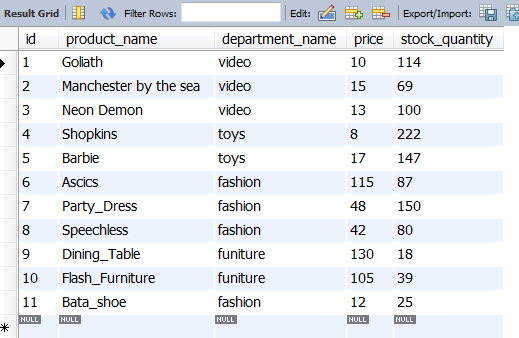 Result Grid Filter Rows: Edit: Export/Import:
id product_name department_name price stock_quantity
1 Goliath video 10 114
2 Manchester by the sea video 15 69
3 Neon Demon video 13 100
4 Shopkins toys 8 222
5 Barbie toys 17 147
6 Ascics fashion 115 87
7 Party_Dress fashion 48 150
8 Speechless fashion 42 80
9 Dining_Table funiture 130 18
10 Flash_Furniture funiture 105 39
11 Bata_shoe fashion 12 25
NULL NULL NULL NULL NULL